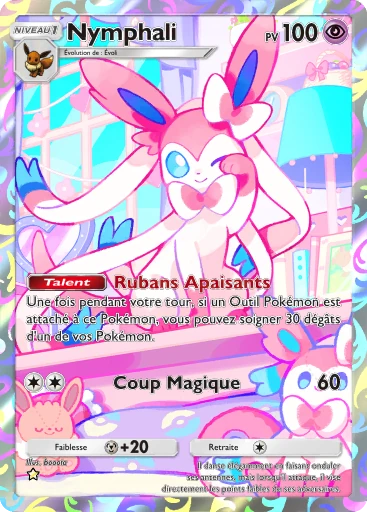 NIVEAU 1
Nymphali
PV 100
Évolution de : Évoli
Talent Rubans Apaisants
Une fois pendant votre tour, si un Outil Pokémon est
attaché à ce Pokémon, vous pouvez soigner 30 dégâts
d'un de vos Pokémon.
Coup Magique 60
Faiblesse +20 Retraite
Illus. booota
Il danse élégamment en faisant onduler
ses antennes, mais lorsqu'il attaque, il vise
directement les points faibles de ses adversaires.